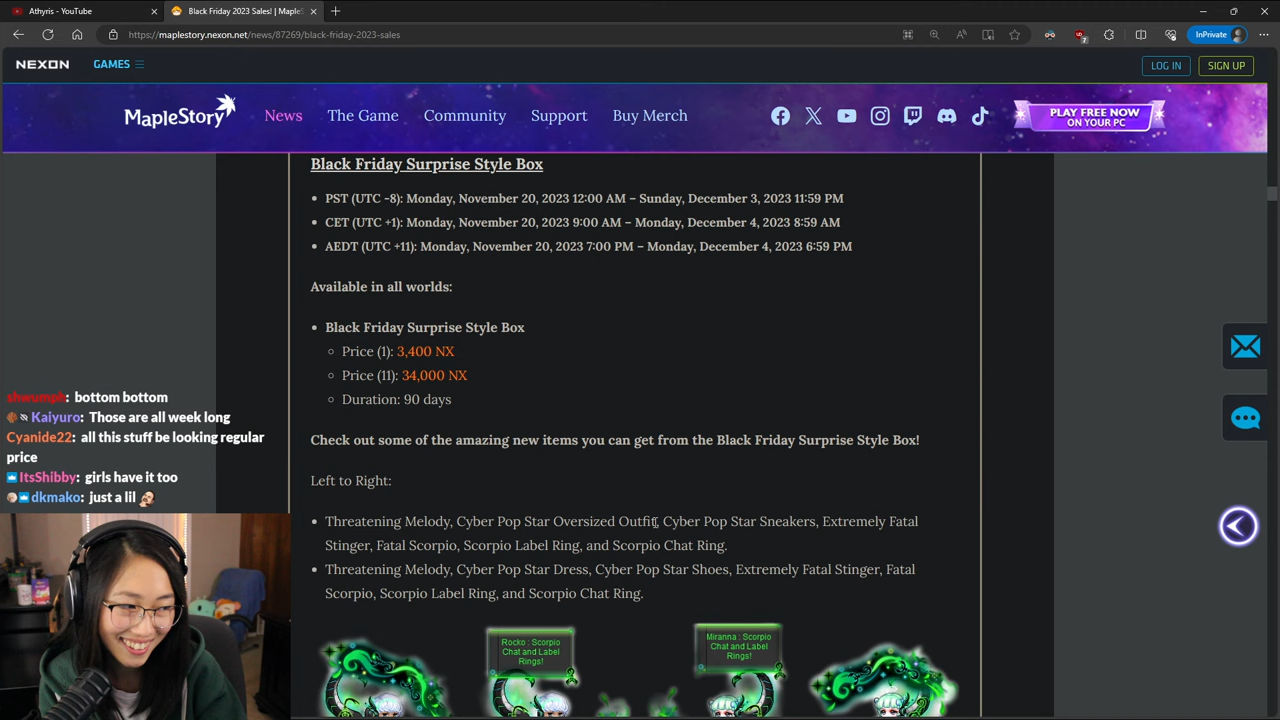 Athyris - YouTube
Black Friday 2023 Sales! | MapleS
https://maplestory.nexon.net/news/87269/black-friday-2023-sales
7
InPrivate
NEXON
GAMES
LOG IN
SIGN UP
MapleStory
News
The Game
Community
Support
Buy Merch
PLAY FREE NOW
ON YOUR PC
Black Friday Surprise Style Box
PST (UTC -8): Monday, November 20, 2023 12:00 AM – Sunday, December 3, 2023 11:59 PM
CET (UTC +1): Monday, November 20, 2023 9:00 AM – Monday, December 4, 2023 8:59 AM
AEDT (UTC +11): Monday, November 20, 2023 7:00 PM – Monday, December 4, 2023 6:59 PM
Available in all worlds:
Black Friday Surprise Style Box
Price (1): 3,400 NX
Price (11): 34,000 NX
Duration: 90 days
Check out some of the amazing new items you can get from the Black Friday Surprise Style Box!
Left to Right:
Threatening Melody, Cyber Pop Star Oversized Outfit, Cyber Pop Star Sneakers, Extremely Fatal
Stinger, Fatal Scorpio, Scorpio Label Ring, and Scorpio Chat Ring.
Threatening Melody, Cyber Pop Star Dress, Cyber Pop Star Shoes, Extremely Fatal Stinger, Fatal
Scorpio, Scorpio Label Ring, and Scorpio Chat Ring.
Rocko : Scorpio
Chat and Label
Rings!
Miranna : Scorpio
Chat and Label
Rings!
shwumph: bottom bottom
Kaiyuro: Those are all week long
Cyanide22: all this stuff be looking regular
price
ItsShibby: girls have it too
dkmako: just a lil